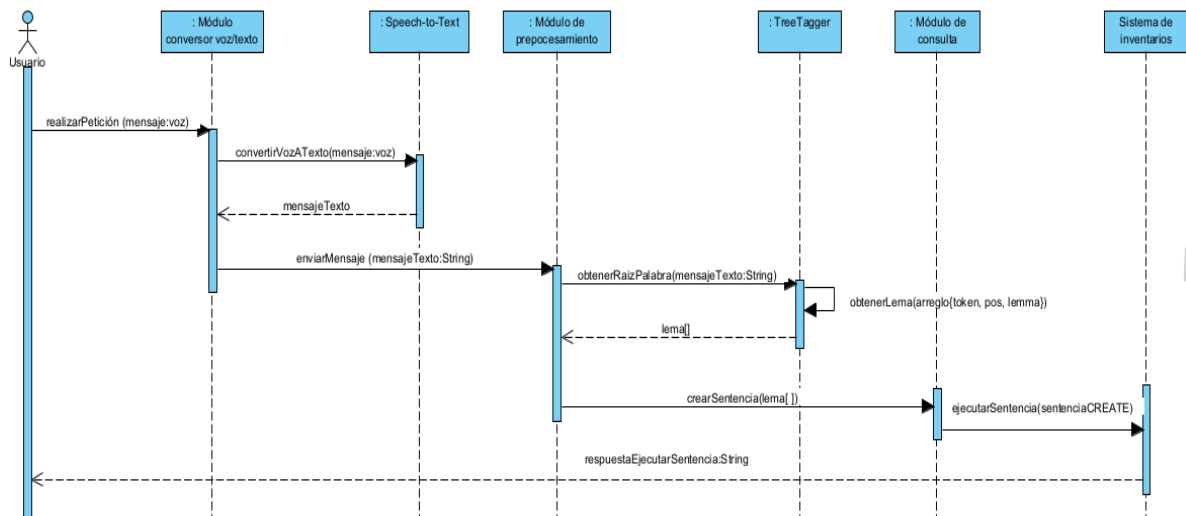 Usuario
: Módulo
conversor voz/texto
: Speech-to-Text
: Módulo de
prepocesamiento
: TreeTagger
: Módulo de
consulta
Sistema de
inventarios
realizarPetición (mensaje:voz)
convertirVozATexto(mensaje:voz)
mensajeTexto
enviarMensaje (mensajeTexto:String)
obtenerRaizPalabra(mensajeTexto:String)
obtenerLema(arreglo{token, pos, lemma})
lema[]
crearSentencia(lema[ ])
ejecutarSentencia(sentenciaCREATE)
respuestaEjecutarSentencia:String